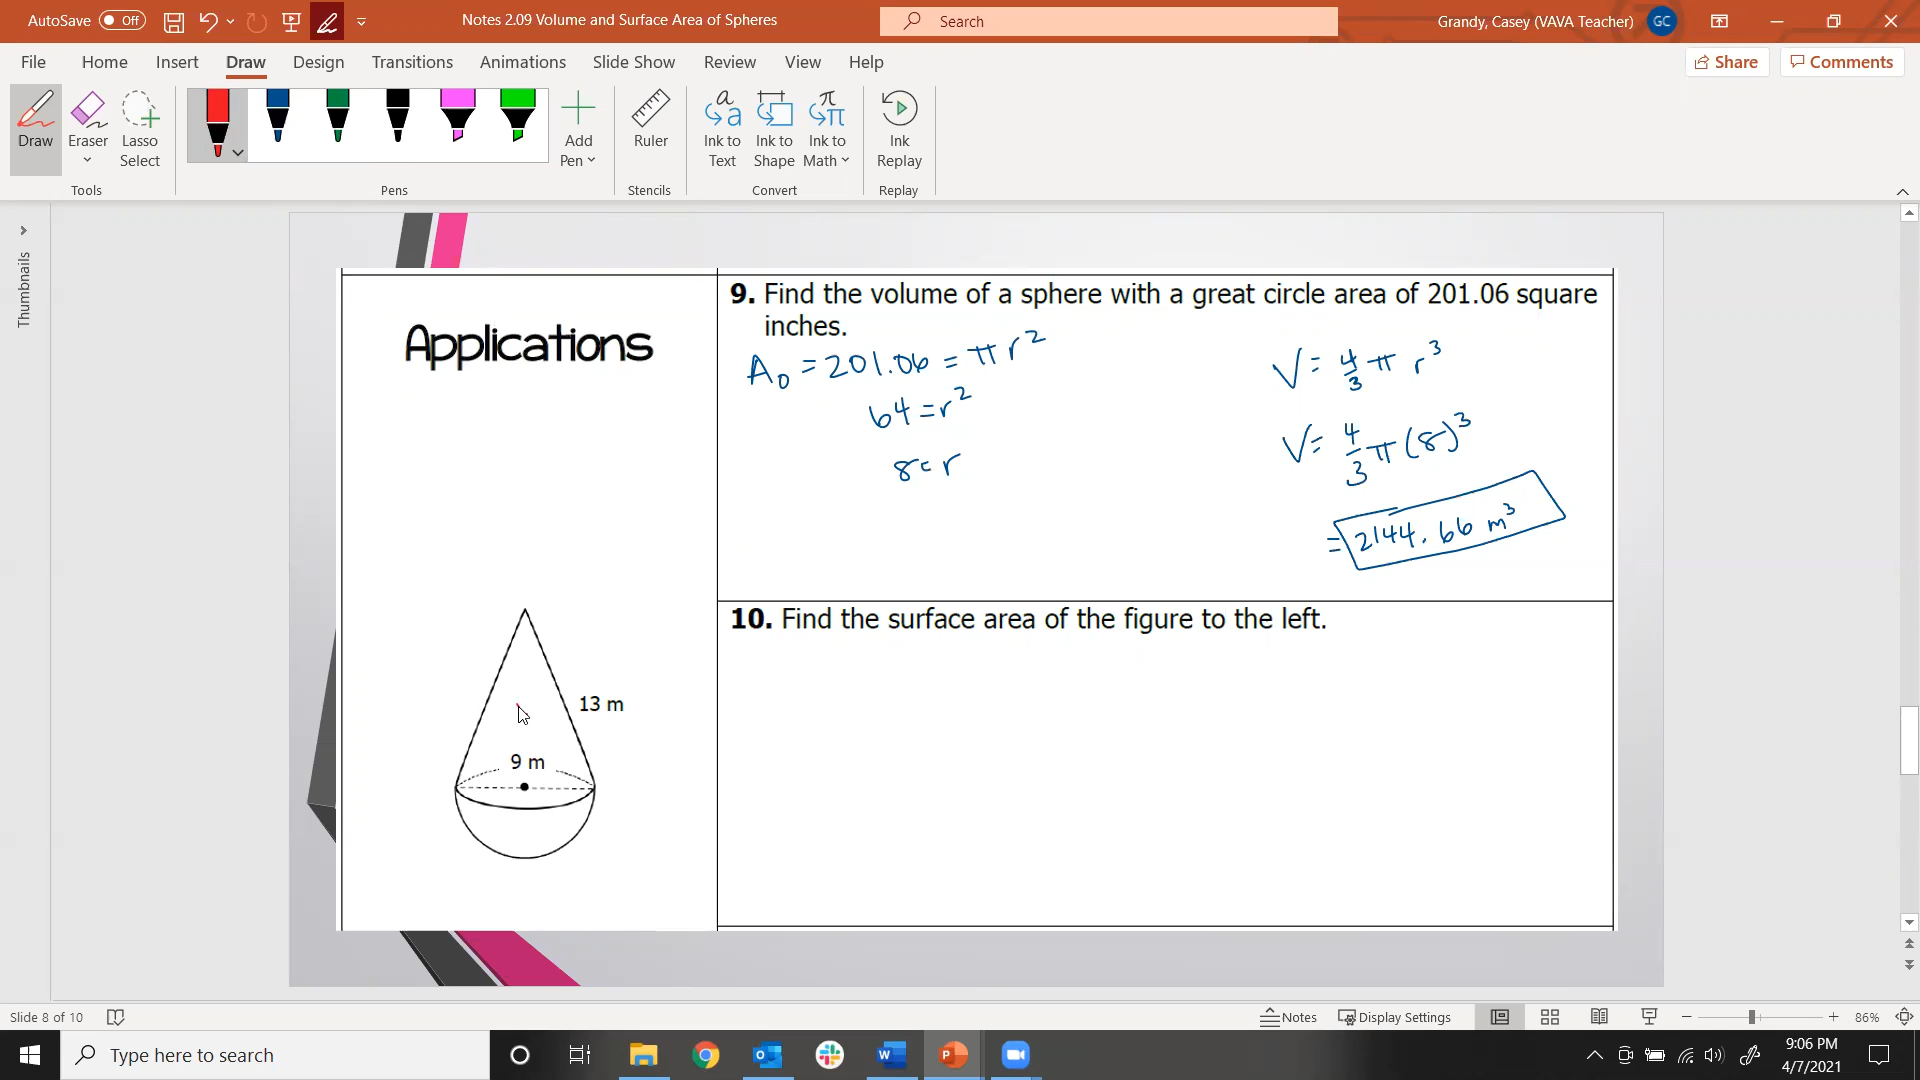 AutoSave Off
Notes 2.09 Volume and Surface Area of Spheres
Search
Grandy, Casey (VAVA Teacher) GC
File Home Insert Draw Design Transitions Animations Slide Show Review View Help
Share Comments
Draw
Eraser
Lasso Select
Add Pen
Ruler
Ink to Text
Ink to Shape
Ink to Math
Ink Replay
Tools Pens Stencils Convert Replay
Thumbnails
Applications
9. Find the volume of a sphere with a great circle area of 201.06 square
inches.
A₀ = 201.06 = π r²
64 = r²
8 = r
V = 4/3 π r³
V = 4/3 π (8)³
= 2144.66 m³
13 m
9 m
10. Find the surface area of the figure to the left.
Slide 8 of 10
Notes Display Settings 86%
Type here to search
9:06 PM
4/7/2021